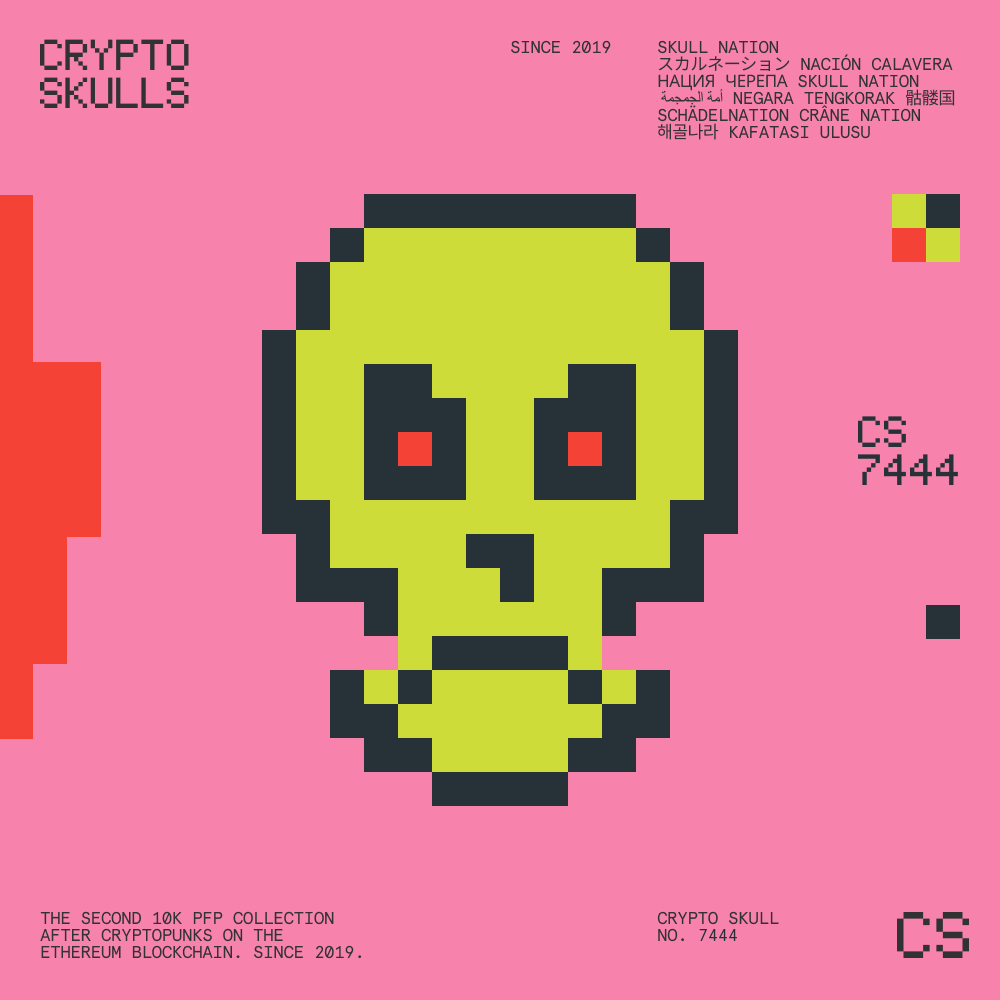 CRYPTO
SKULLS
SINCE 2019
SKULL NATION
スカルネーション NACIÓN CALAVERA
НАЦИЯ ЧЕРЕПА SKULL NATION
أمة الجمجمة NEGARA TENGKORAK 骷髅国
SCHÄDELNATION CRÂNE NATION
해골나라 KAFATASI ULUSU
CS
7444
THE SECOND 10K PFP COLLECTION
AFTER CRYPTOPUNKS ON THE
ETHEREUM BLOCKCHAIN. SINCE 2019.
CRYPTO SKULL
NO. 7444
CS